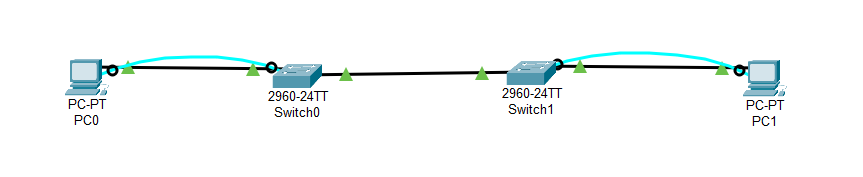 PC-PT
PC0
2960-24TT
Switch0
2960-24TT
Switch1
PC-PT
PC1